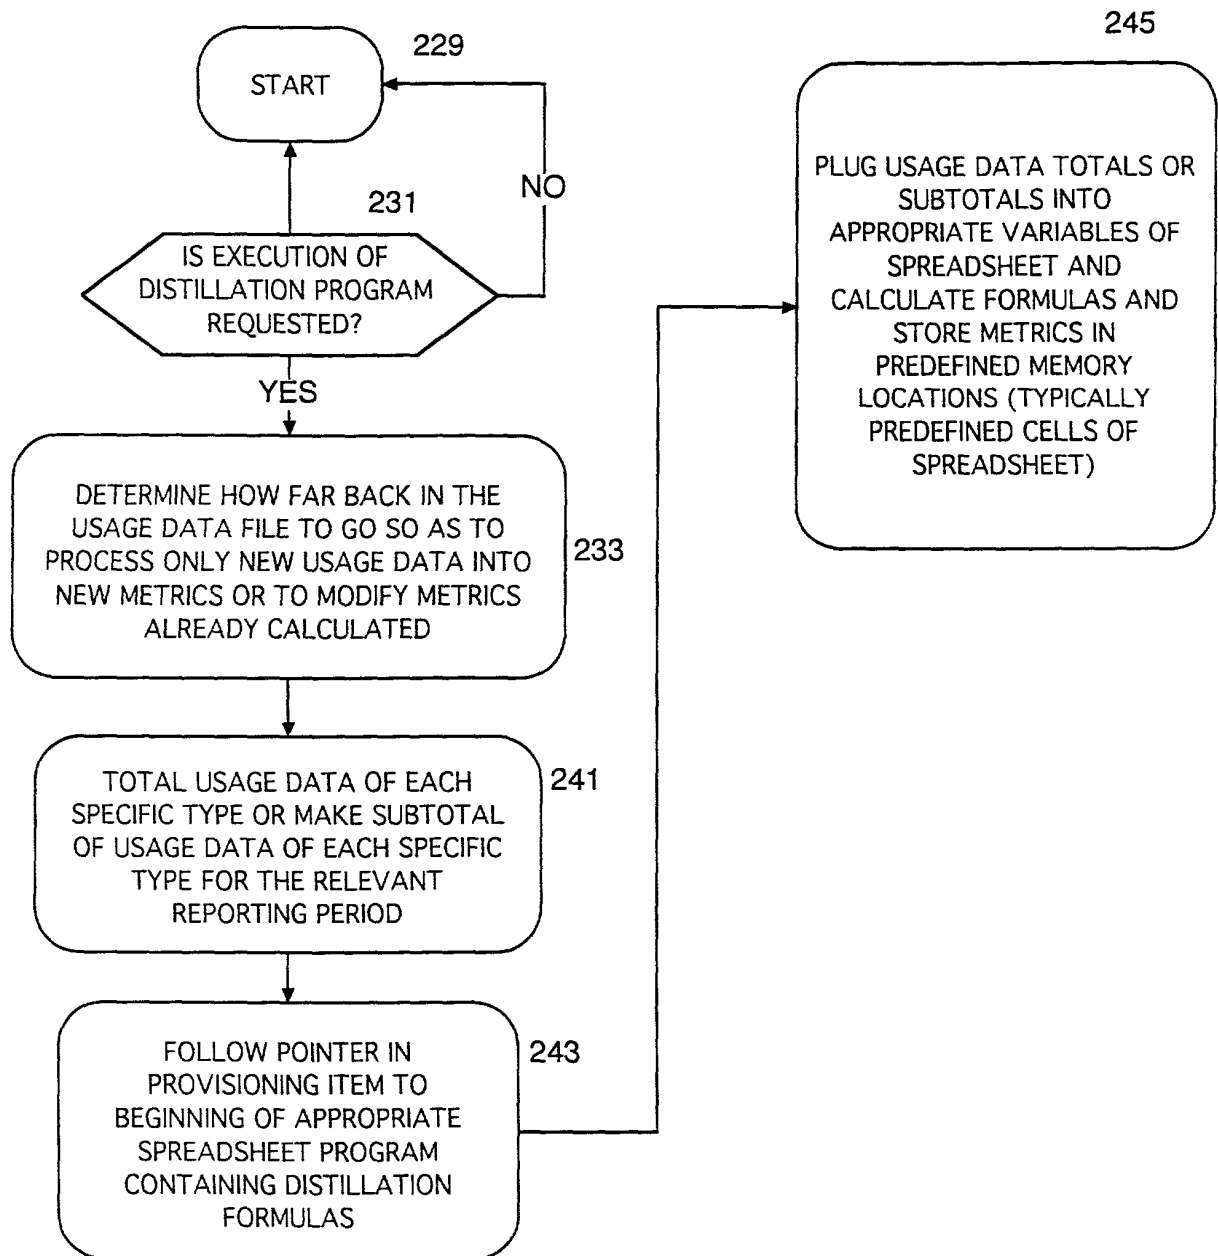 229
START
NO
231
IS EXECUTION OF
DISTILLATION PROGRAM
REQUESTED?
YES
DETERMINE HOW FAR BACK IN THE
USAGE DATA FILE TO GO SO AS TO
PROCESS ONLY NEW USAGE DATA INTO
NEW METRICS OR TO MODIFY METRICS
ALREADY CALCULATED
233
TOTAL USAGE DATA OF EACH
SPECIFIC TYPE OR MAKE SUBTOTAL
OF USAGE DATA OF EACH SPECIFIC
TYPE FOR THE RELEVANT
REPORTING PERIOD
241
FOLLOW POINTER IN
PROVISIONING ITEM TO
BEGINNING OF APPROPRIATE
SPREADSHEET PROGRAM
CONTAINING DISTILLATION
FORMULAS
243
245
PLUG USAGE DATA TOTALS OR
SUBTOTALS INTO
APPROPRIATE VARIABLES OF
SPREADSHEET AND
CALCULATE FORMULAS AND
STORE METRICS IN
PREDEFINED MEMORY
LOCATIONS (TYPICALLY
PREDEFINED CELLS OF
SPREADSHEET)